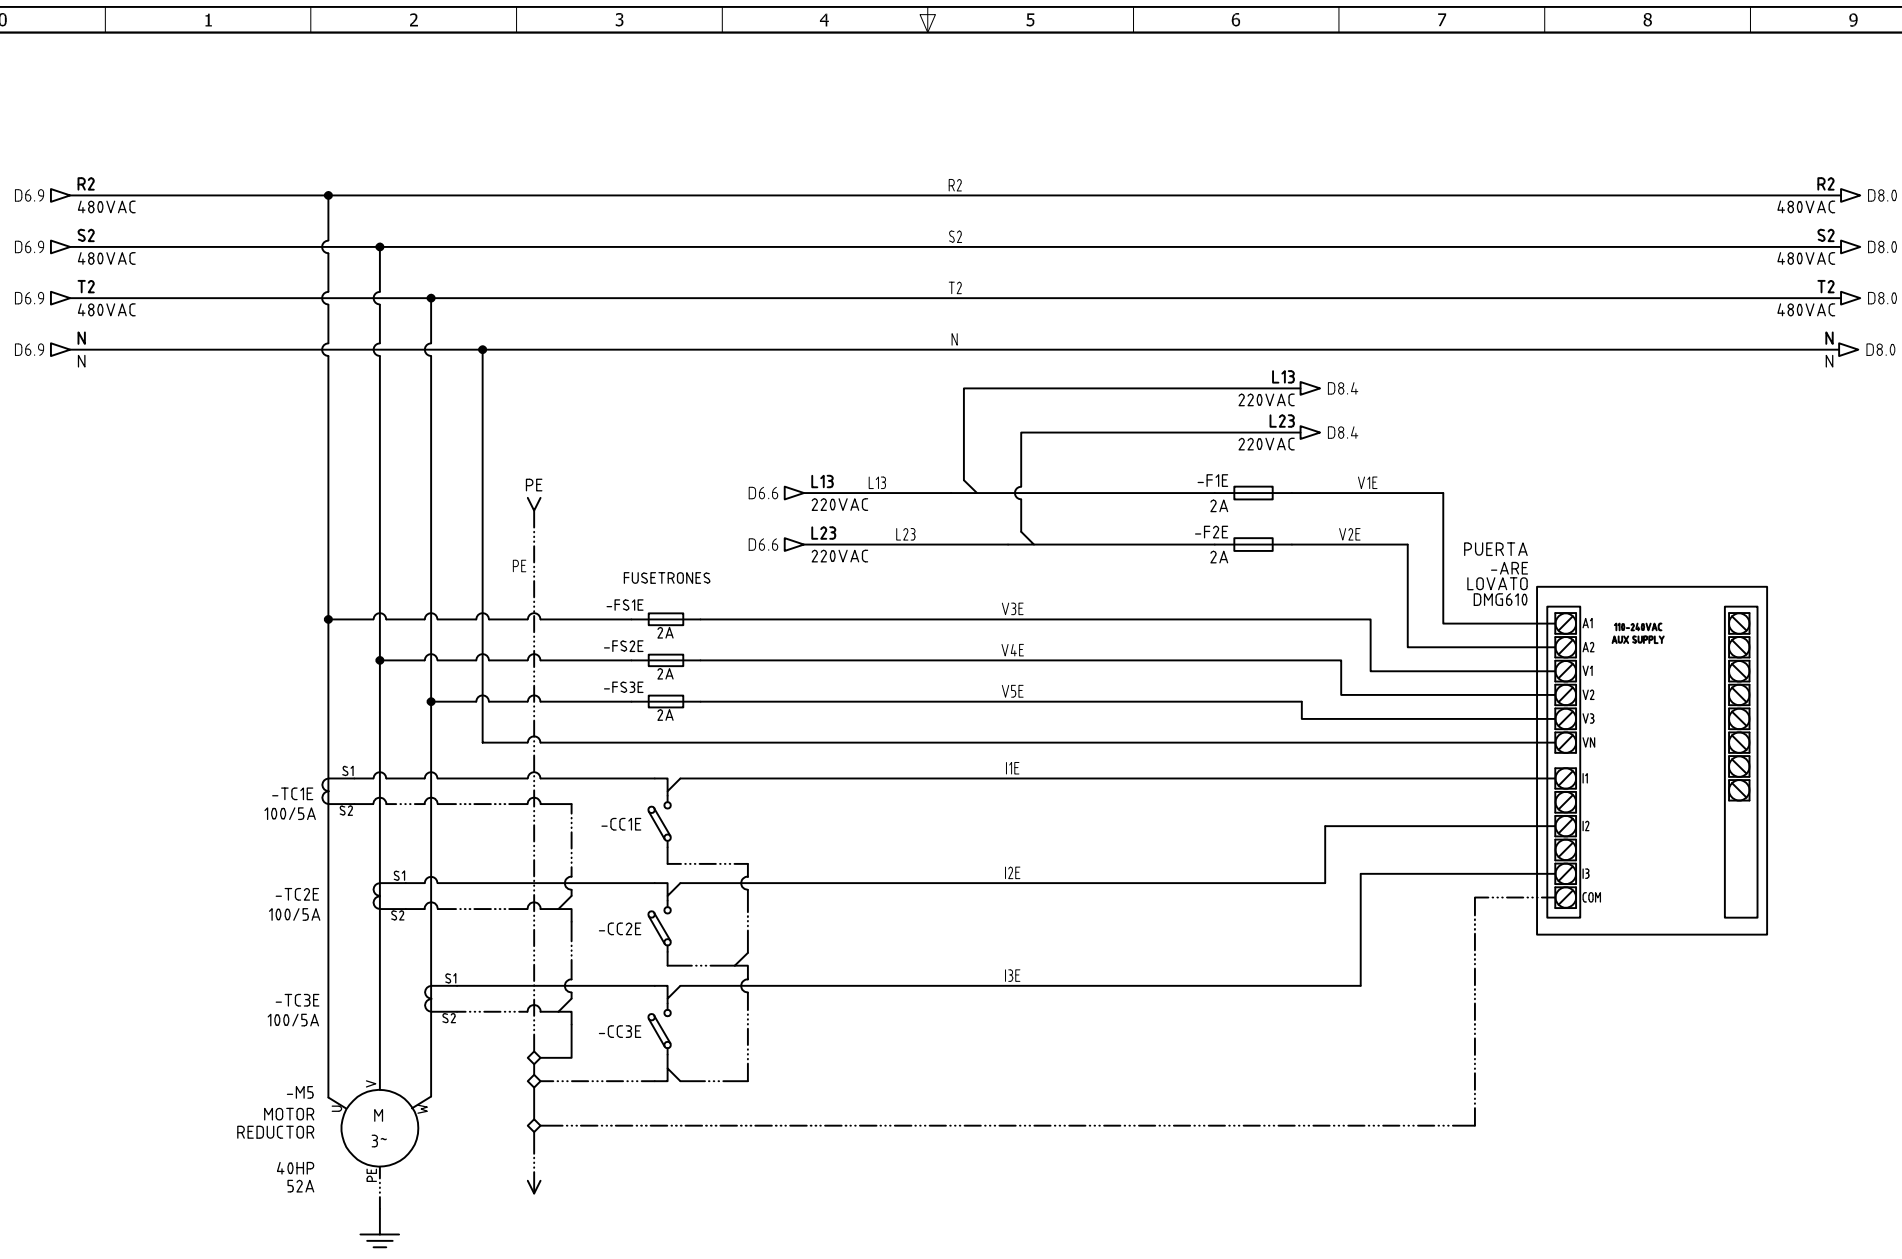 0 1 2 3 4 5 6 7 8 9
D6.9 R2 R2 R2 D8.0
480VAC 480VAC
D6.9 S2 S2 S2 D8.0
480VAC 480VAC
D6.9 T2 T2 T2 D8.0
480VAC 480VAC
D6.9 N N N D8.0
N N
L13 D8.4
220VAC
L23 D8.4
220VAC
PE
D6.6 L13 L13 -F1E V1E
220VAC 2A
D6.6 L23 L23 -F2E V2E
220VAC 2A
PE
FUSETRONES
PUERTA
-ARE
LOVATO
DMG610
-FS1E V3E
2A
-FS2E V4E
2A
-FS3E V5E
2A
A1 110-240VAC
A2 AUX SUPPLY
V1
V2
V3
VN
I1
I2
I3
COM
S1 I1E
-TC1E
100/5A S2
-CC1E
S1 I2E
-TC2E
100/5A S2
-CC2E
S1 I3E
-TC3E
100/5A S2
-CC3E
-M5
MOTOR
REDUCTOR
40HP
52A
U V W
M
3~
PE